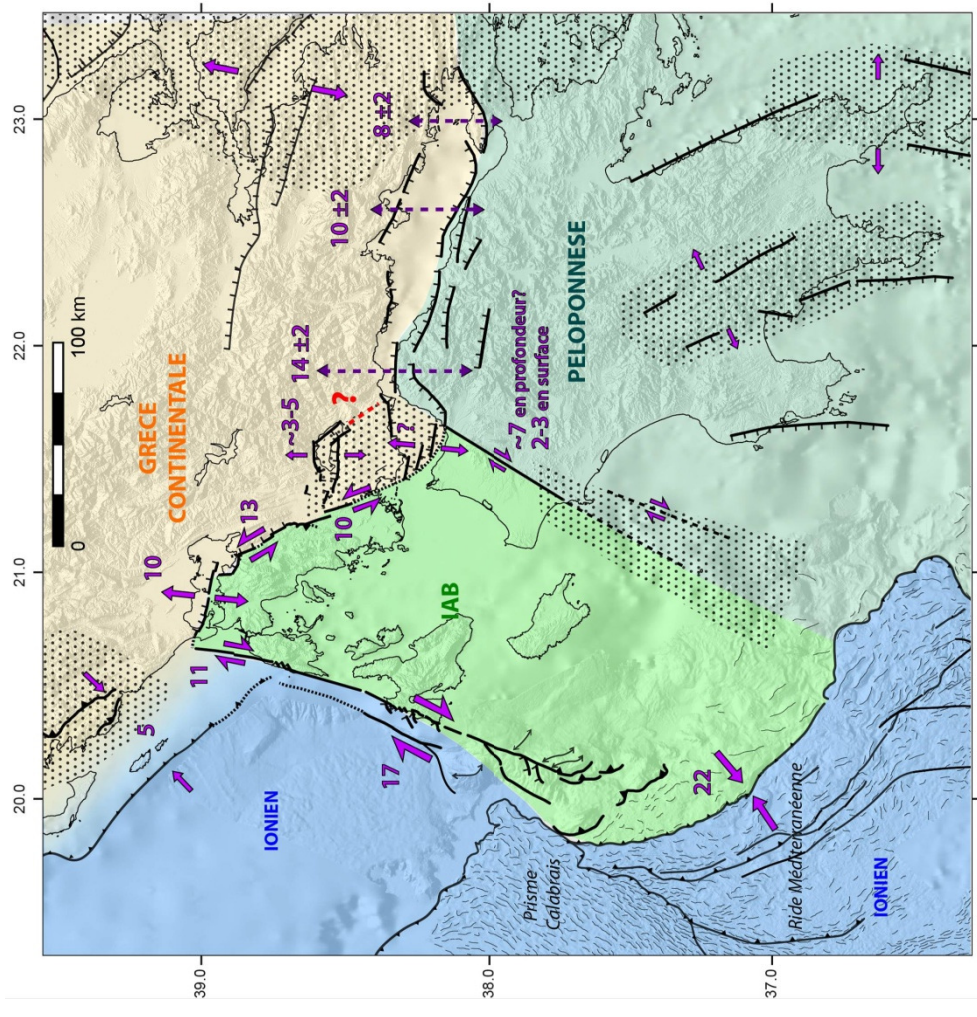 23.0
22.0
21.0
20.0
39.0
38.0
37.0
0
100 km
GRECE
CONTINENTALE
8 ±2
10 ±2
14 ±2
?
~3-5
?
10
13
10
11
5
17
22
~7 en profondeur?
2-3 en surface
PELOPONNESE
IAB
IONIEN
Prisme
Calabrais
Ride Méditerranéenne
IONIEN